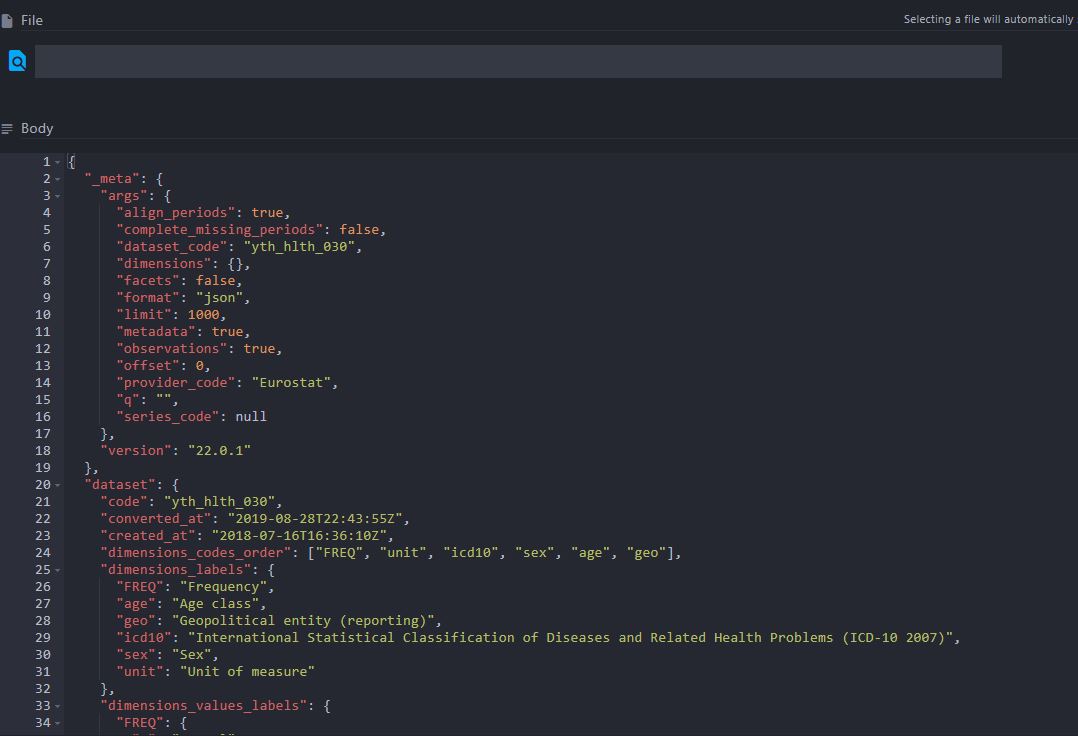 File
Selecting a file will automatically
Body
1 {
2 "_meta": {
3 "args": {
4 "align_periods": true,
5 "complete_missing_periods": false,
6 "dataset_code": "yth_hlth_030",
7 "dimensions": {},
8 "facets": false,
9 "format": "json",
10 "limit": 1000,
11 "metadata": true,
12 "observations": true,
13 "offset": 0,
14 "provider_code": "Eurostat",
15 "q": "",
16 "series_code": null
17 },
18 "version": "22.0.1"
19 },
20 "dataset": {
21 "code": "yth_hlth_030",
22 "converted_at": "2019-08-28T22:43:55Z",
23 "created_at": "2018-07-16T16:36:10Z",
24 "dimensions_codes_order": ["FREQ", "unit", "icd10", "sex", "age", "geo"],
25 "dimensions_labels": {
26 "FREQ": "Frequency",
27 "age": "Age class",
28 "geo": "Geopolitical entity (reporting)",
29 "icd10": "International Statistical Classification of Diseases and Related Health Problems (ICD-10 2007)",
30 "sex": "Sex",
31 "unit": "Unit of measure"
32 },
33 "dimensions_values_labels": {
34 "FREQ": {